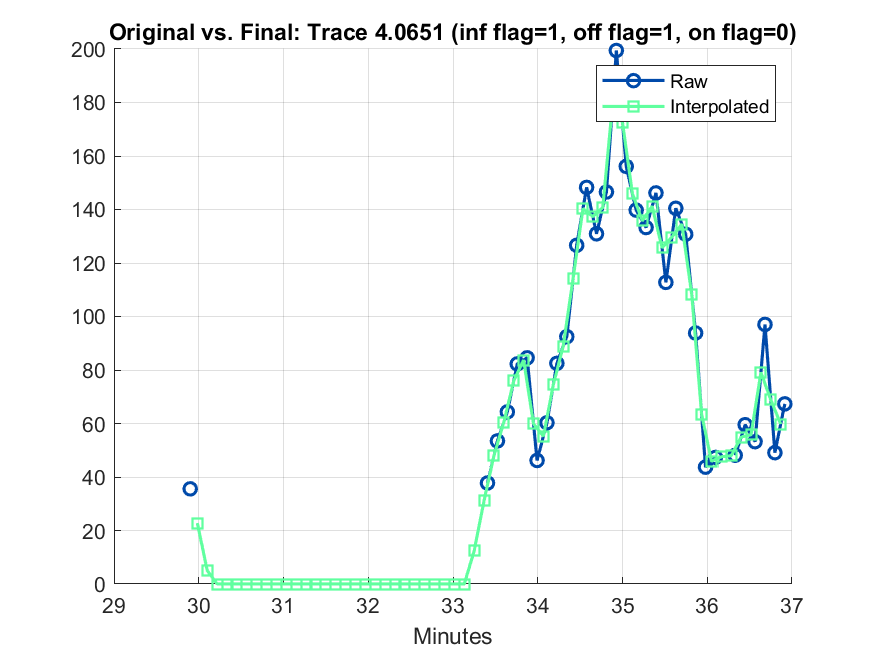 Original vs. Final: Trace 4.0651 (inf flag=1, off flag=1, on flag=0)
200
180
160
140
120
100
80
60
40
20
0
Raw
Interpolated
29 30 31 32 33 34 35 36 37
Minutes